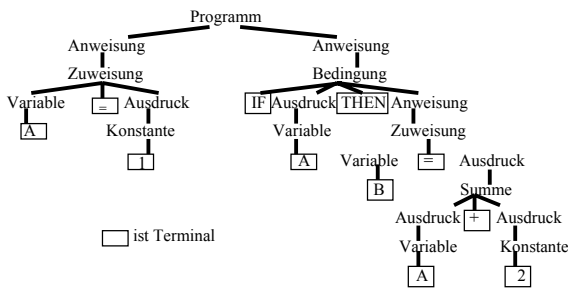 Programm
Anweisung Anweisung
Zuweisung Bedingung
Variable = Ausdruck IF Ausdruck THEN Anweisung
A Konstante Variable Zuweisung
1 A Variable = Ausdruck
B Summe
Ausdruck + Ausdruck
ist Terminal Variable Konstante
A 2